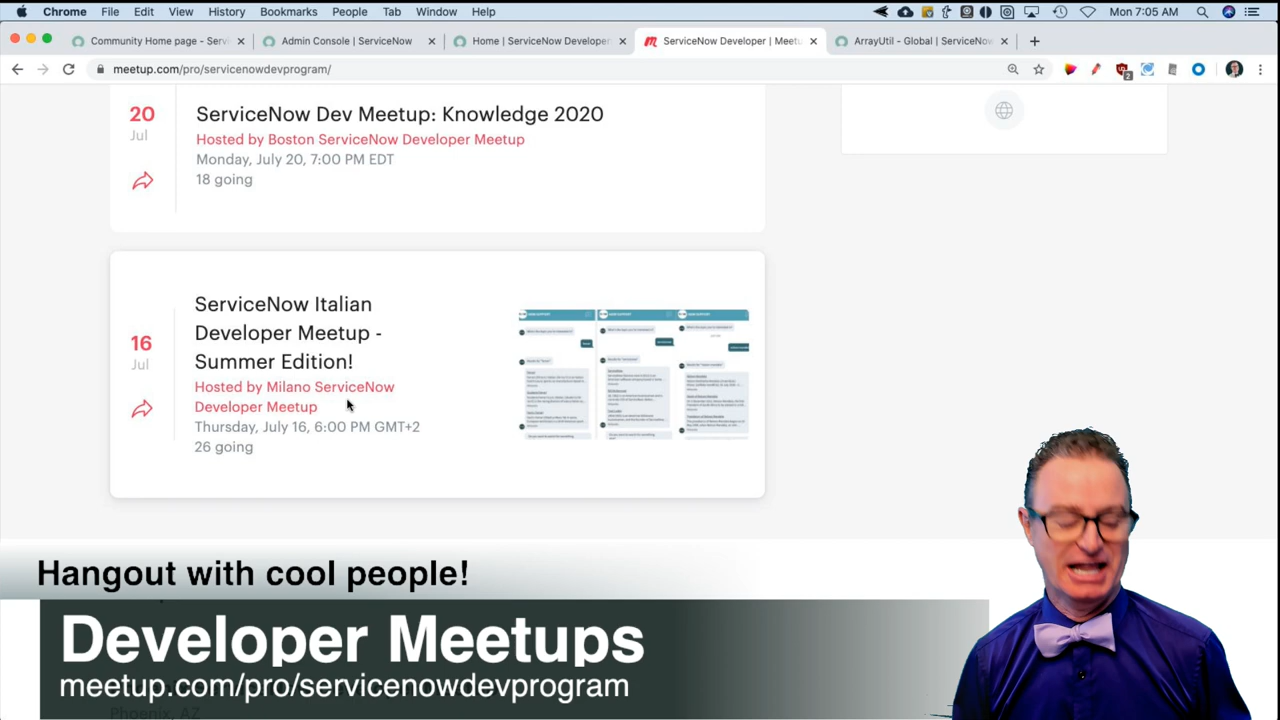 Chrome File Edit View History Bookmarks People Tab Window Help Mon 7:05 AM
Community Home page - Servi Admin Console | ServiceNow Home | ServiceNow Developer ServiceNow Developer | Meetu ArrayUtil - Global | ServiceNow
meetup.com/pro/servicenowdevprogram/
2
20
Jul
ServiceNow Dev Meetup: Knowledge 2020
Hosted by Boston ServiceNow Developer Meetup
Monday, July 20, 7:00 PM EDT
18 going
16
Jul
ServiceNow Italian
Developer Meetup -
Summer Edition!
Hosted by Milano ServiceNow
Developer Meetup
Thursday, July 16, 6:00 PM GMT+2
26 going
Hangout with cool people!
Developer Meetups
meetup.com/pro/servicenowdevprogram
Phoenix, AZ